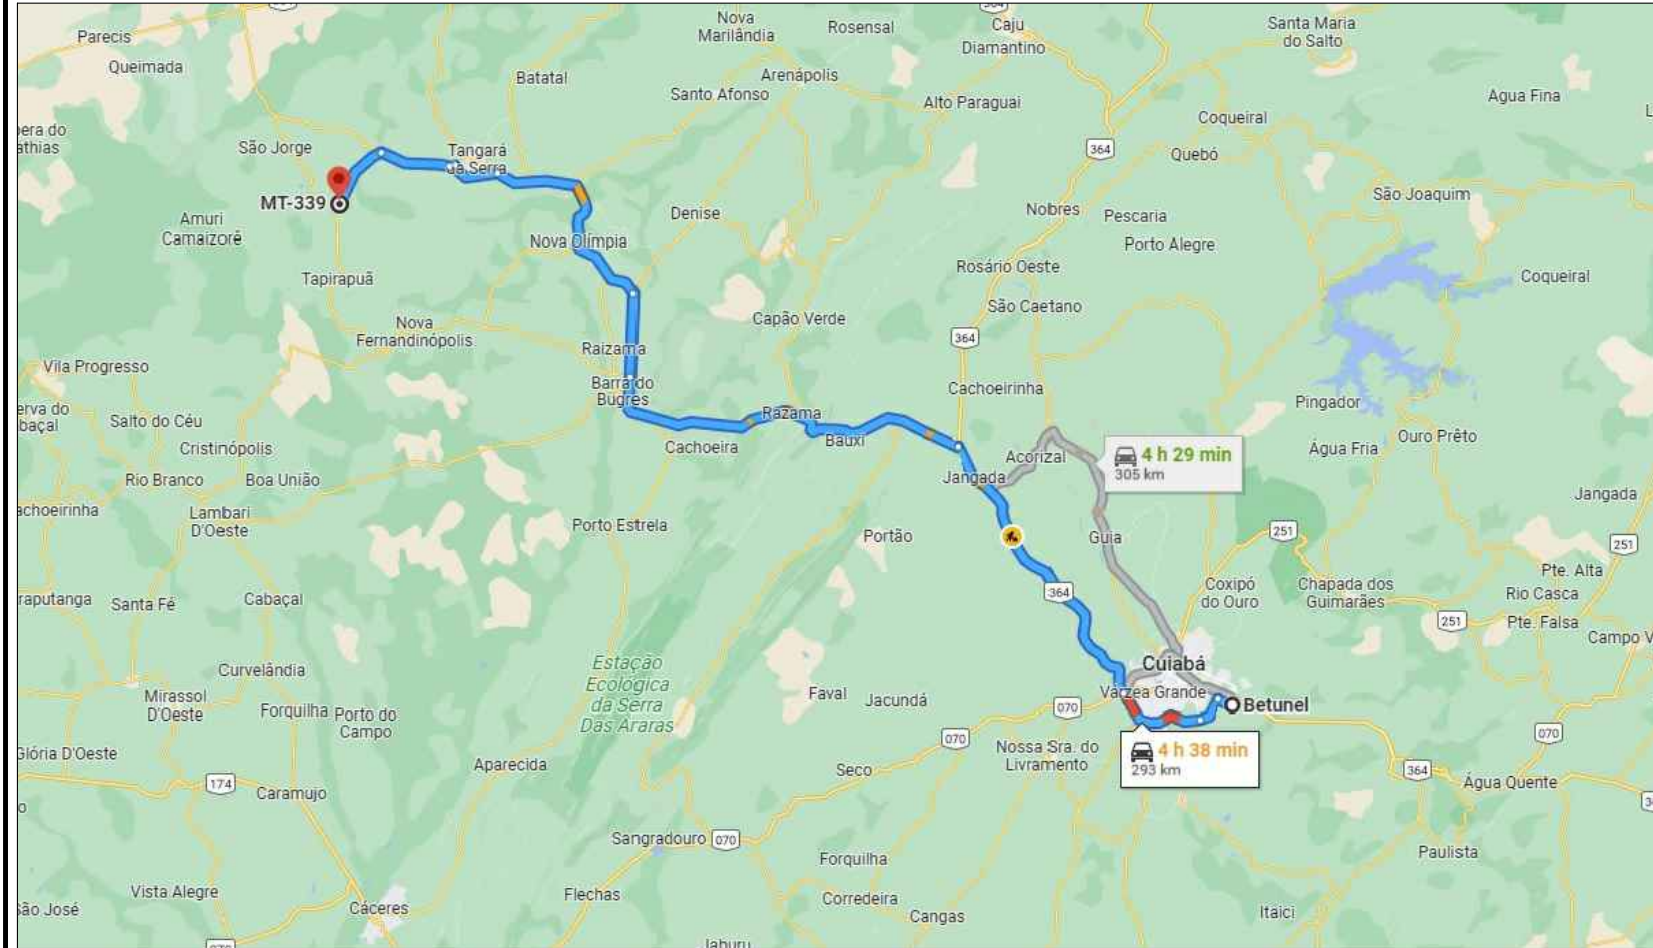 364
Parecis
Nova
Marilândia
Rosensal
Caju
Diamantino
Santa Maria
do Salto
Queimada
Batatal
Arenápolis
Santo Afonso
Alto Paraguai
Água Fina
Coqueiral
364
Quebó
São Jorge
Tangará
da Serra
MT-339
São Joaquim
Amuri
Camaizorê
Denise
Nobres
Pescaria
Porto Alegre
Nova Olímpia
Rosário Oeste
Coqueiral
Tapirapuã
São Caetano
Capão Verde
Nova
Fernandinópolis
364
Raizama
Vila Progresso
Barra do
Bugres
Cachoeirinha
Pingador
Salto do Céu
Razama
Bauxi
Cachoeira
Cristinópolis
Ouro Prêto
Água Fria
Acorizal
4 h 29 min
305 km
Jangada
Rio Branco
Boa União
Jangada
achoeirinha
Lambari
D'Oeste
Porto Estrela
Portão
Guia
251
251
Pte. Alta
Coxipó
do Ouro
Chapada dos
Guimarães
Rio Casca
364
raputanga
Santa Fé
Cabaçal
251
Pte. Falsa
Campo V
Cuiabá
Várzea Grande
Betunel
Estação
Ecológica
da Serra
Das Araras
Curvelândia
Mirassol
D'Oeste
Forquilha
Porto do
Campo
Faval
Jacundá
070
070
Nossa Sra. do
Livramento
4 h 38 min
293 km
070
Glória D'Oeste
Aparecida
Seco
364
Água Quente
174
Caramujo
Sangradouro
070
Forquilha
Paulista
Vista Alegre
Flechas
Corredeira
Cangas
Itaici
São José
Cáceres